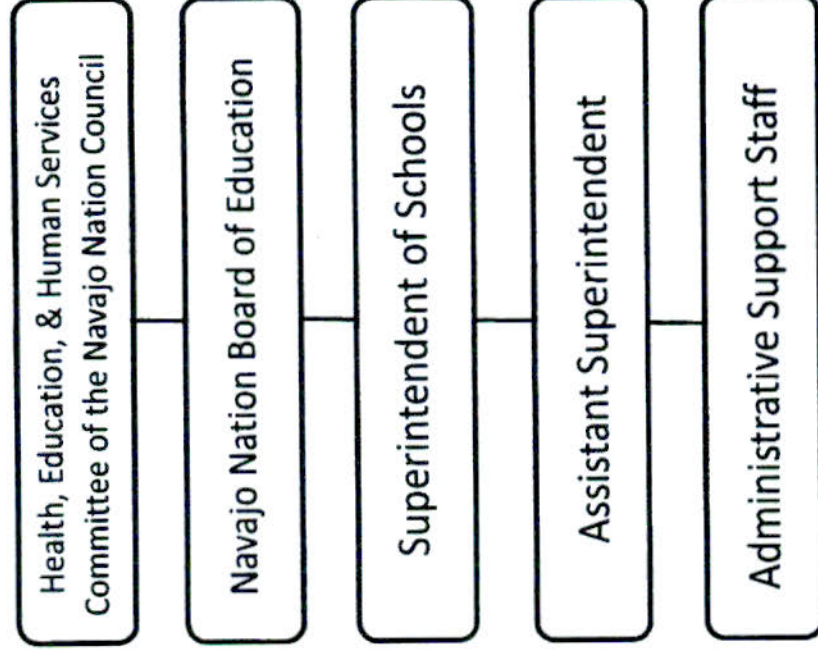 Health, Education, & Human Services
Committee of the Navajo Nation Council
Navajo Nation Board of Education
Superintendent of Schools
Assistant Superintendent
Administrative Support Staff